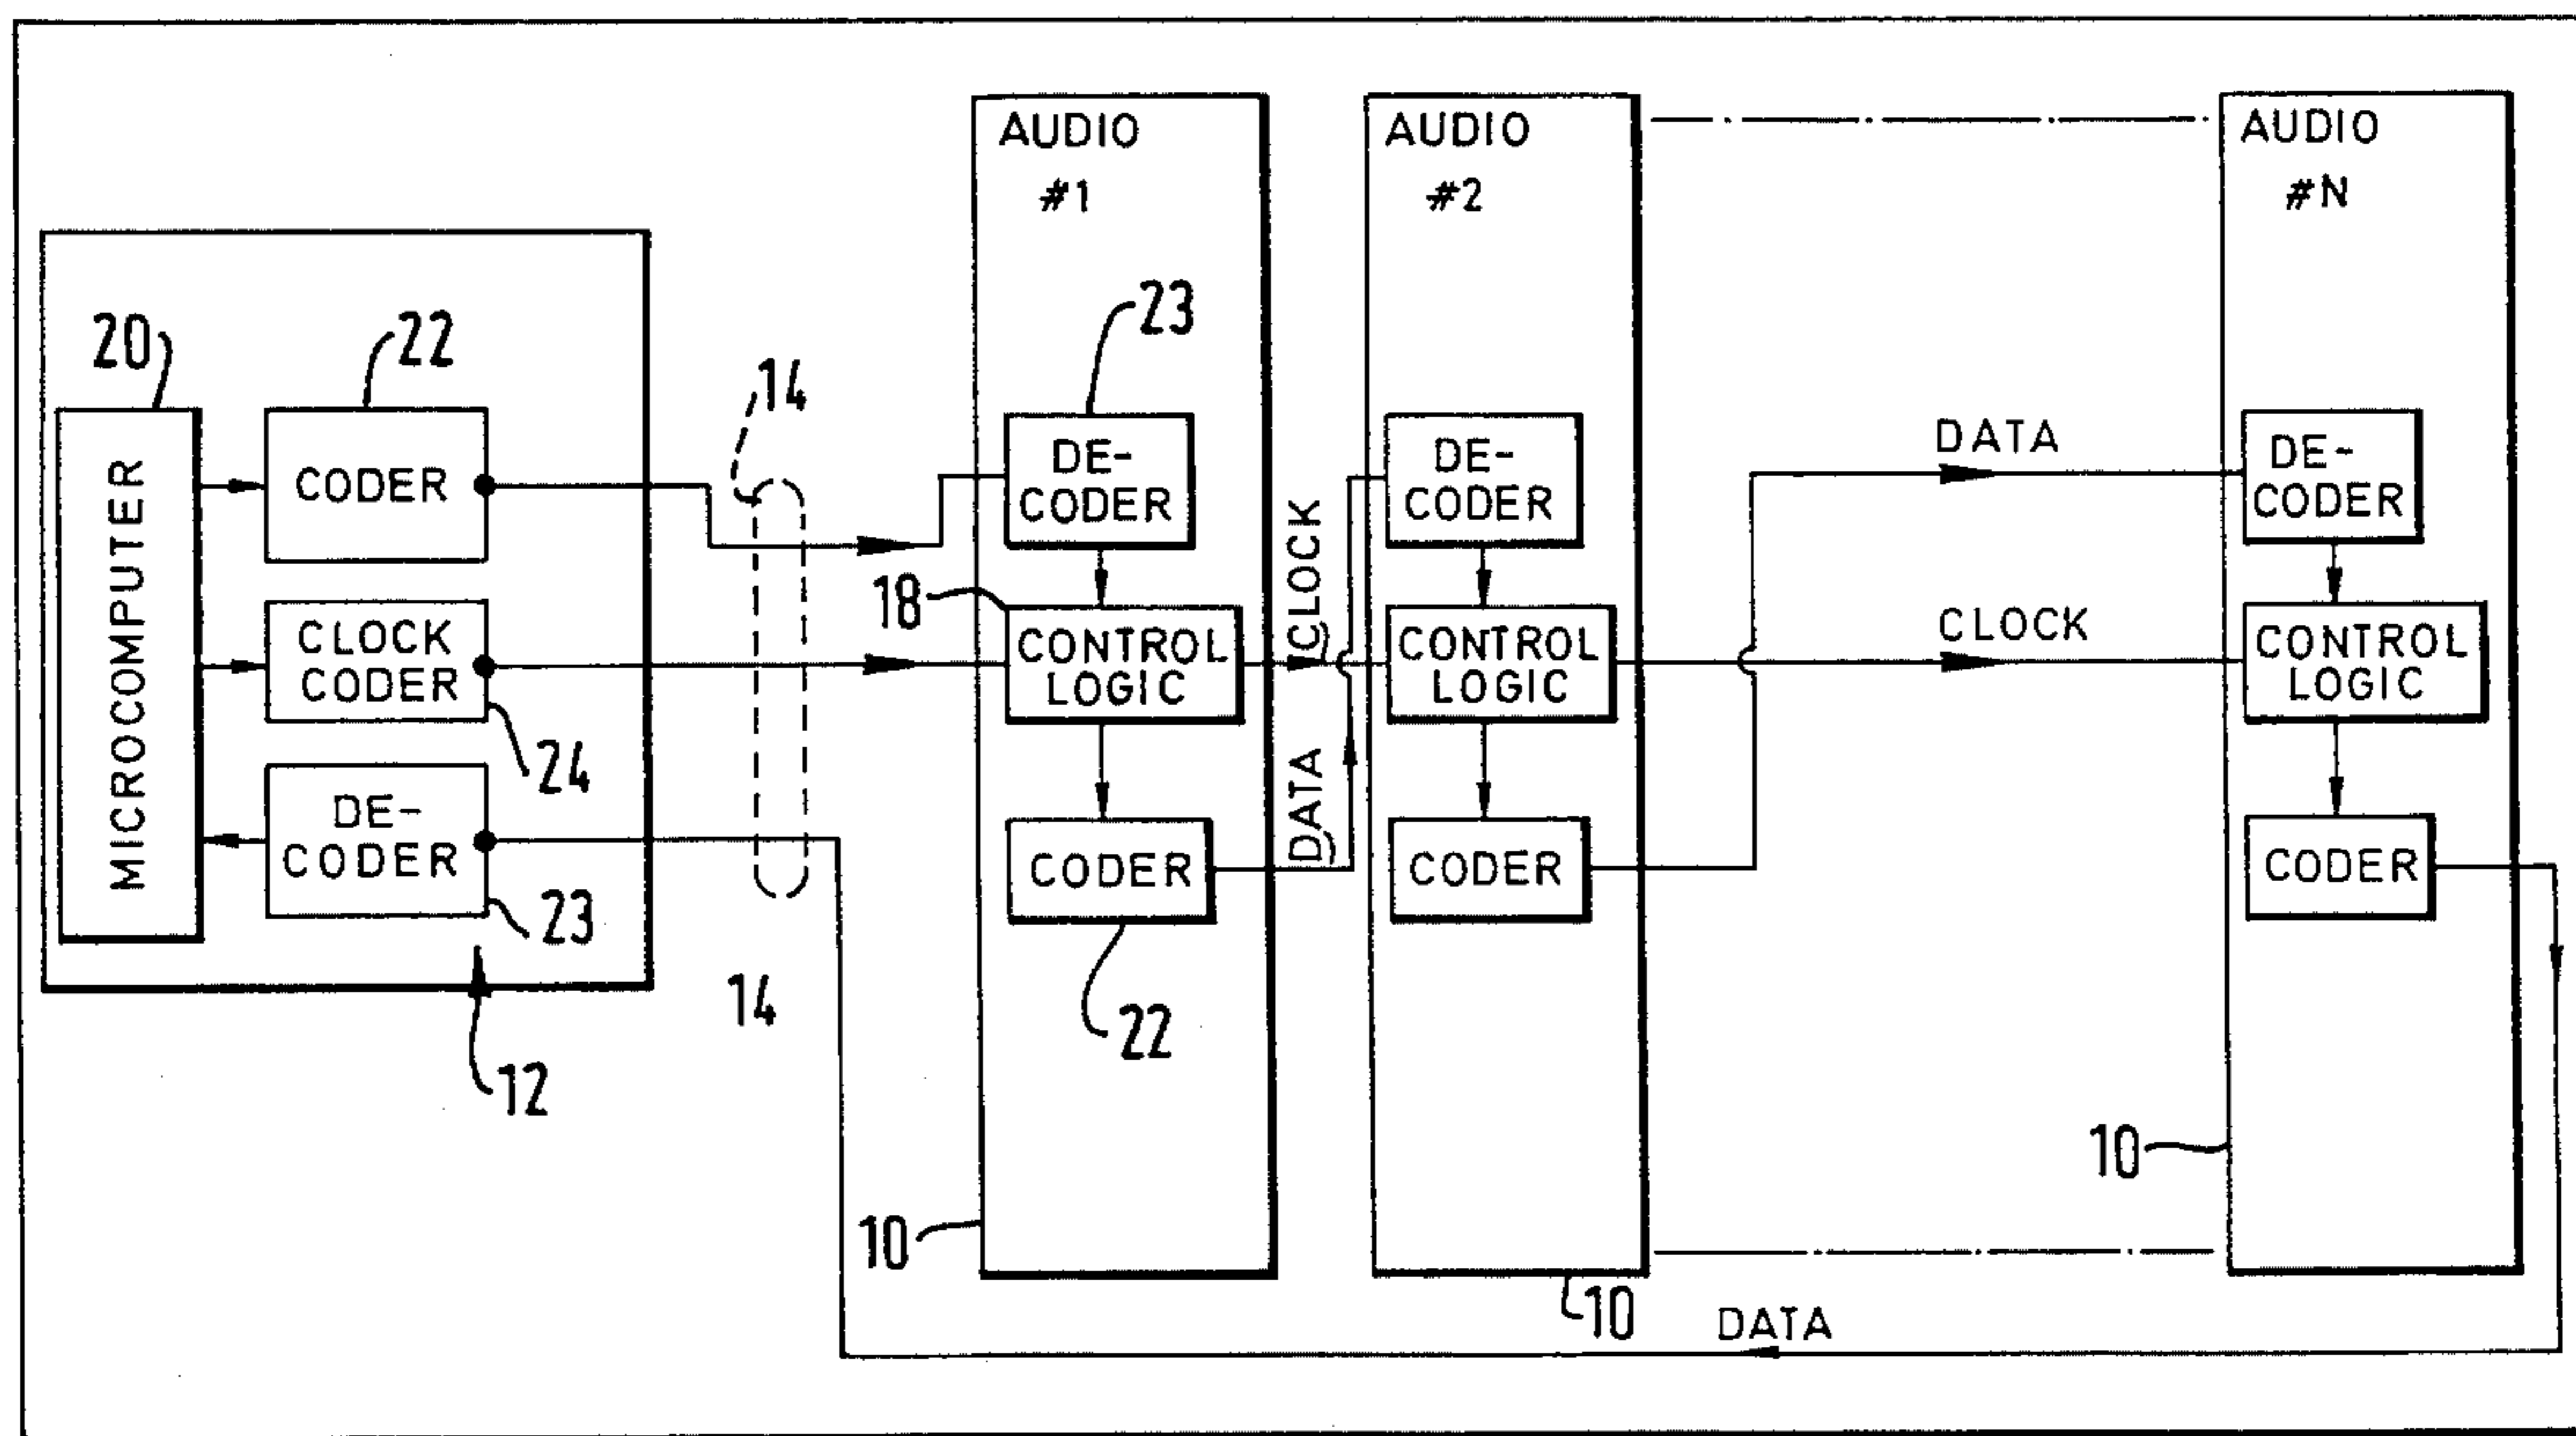 AUDIO
#1
AUDIO
#2
AUDIO
#N
20
22
MICROCOMPUTER
CODER
CLOCK
CODER
24
DE-
CODER
23
12
14
14
23
DE-
CODER
18
CONTROL
LOGIC
CODER
22
10
CLOCK
DATA
DE-
CODER
CONTROL
LOGIC
CODER
10
DATA
CLOCK
DE-
CODER
CONTROL
LOGIC
CODER
10
DATA